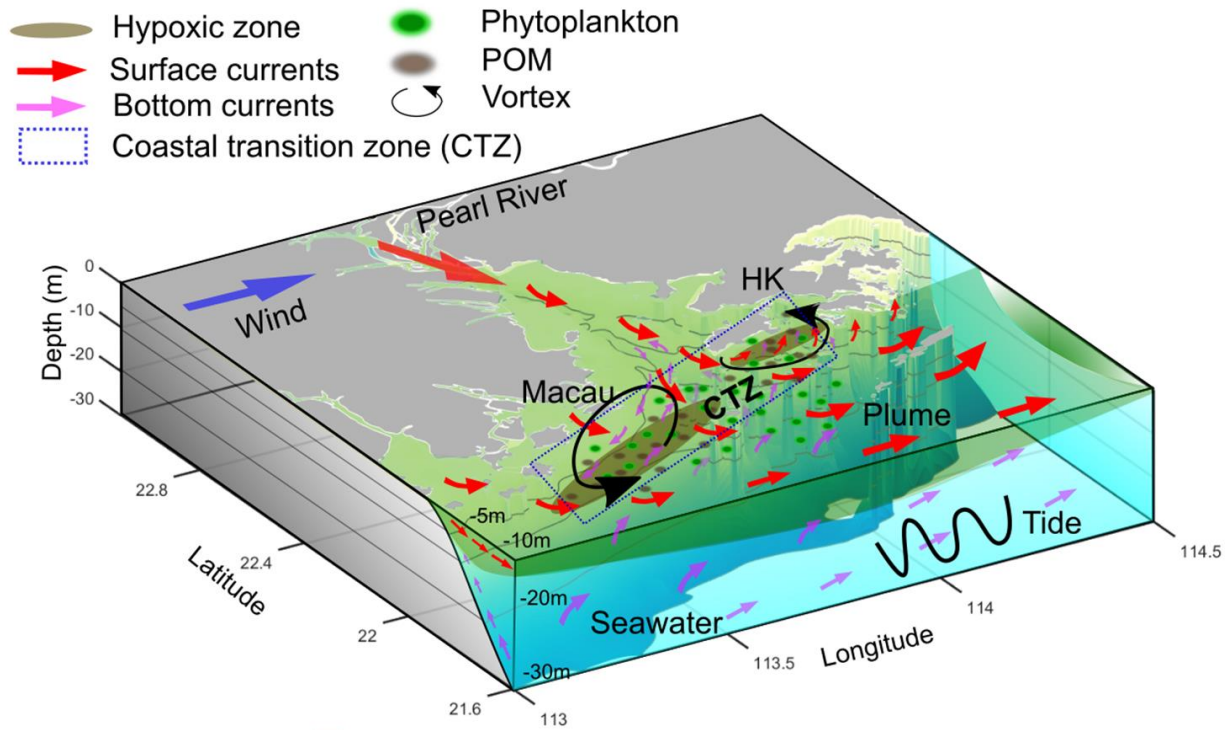 Hypoxic zone
Surface currents
Bottom currents
Coastal transition zone (CTZ)
Phytoplankton
POM
Vortex
Pearl River
Wind
HK
Macau
CTZ
Plume
Tide
Seawater
Depth (m)
0
-10
-20
-30
-5m
-10m
-20m
-30m
Latitude
22.8
22.4
22
21.6
Longitude
113
113.5
114
114.5